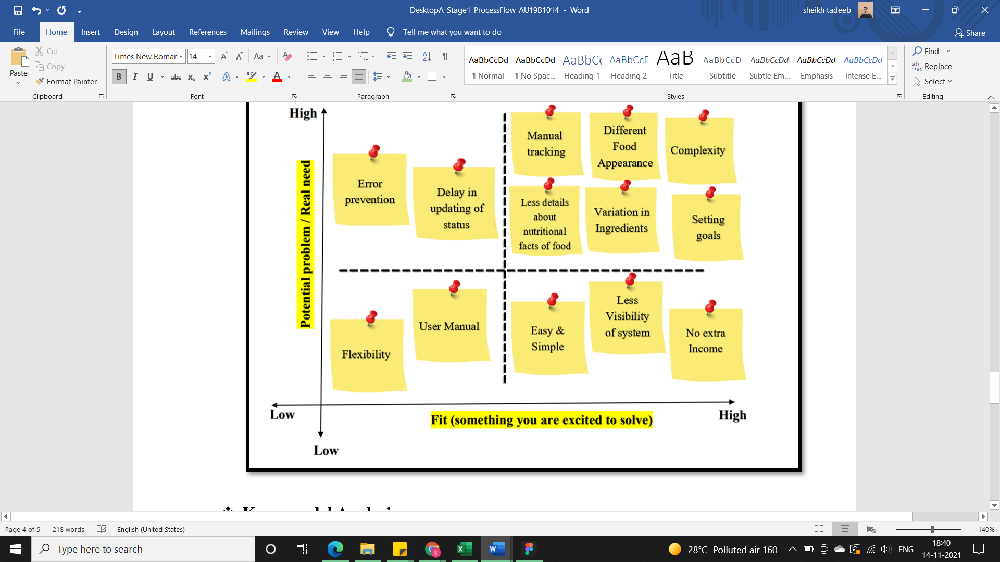 DesktopA_Stage1_ProcessFlow_AU19B1014 - Word
sheikh tadeeb
File Home Insert Design Layout References Mailings Review View Help Tell me what you want to do
Share
Paste
Cut
Copy
Format Painter
Clipboard
Times New Romar 14
Aa
B I U abc x₂ x²
Font
Paragraph
AaBbCcDd AaBbCcDd AaBbCc AaBbCcD AaB AaBbCcD AaBbCcDd AaBbCcDd AaBbCcDd
¶ Normal ¶ No Spac... Heading 1 Heading 2 Title Subtitle Subtle Em... Emphasis Intense E...
Styles
Find
Replace
Select
Editing
High
Potential problem / Real need
Error
prevention
Delay in
updating of
status
Manual
tracking
Different
Food
Appearance
Complexity
Less details
about
nutritional
facts of food
Variation in
Ingredients
Setting
goals
Flexibility
User Manual
Easy &
Simple
Less
Visibility
of system
No extra
Income
Low
Fit (something you are excited to solve)
High
Low
Page 4 of 5 218 words English (United States)
140%
Type here to search
28°C Polluted air 160
ENG
18:40
14-11-2021